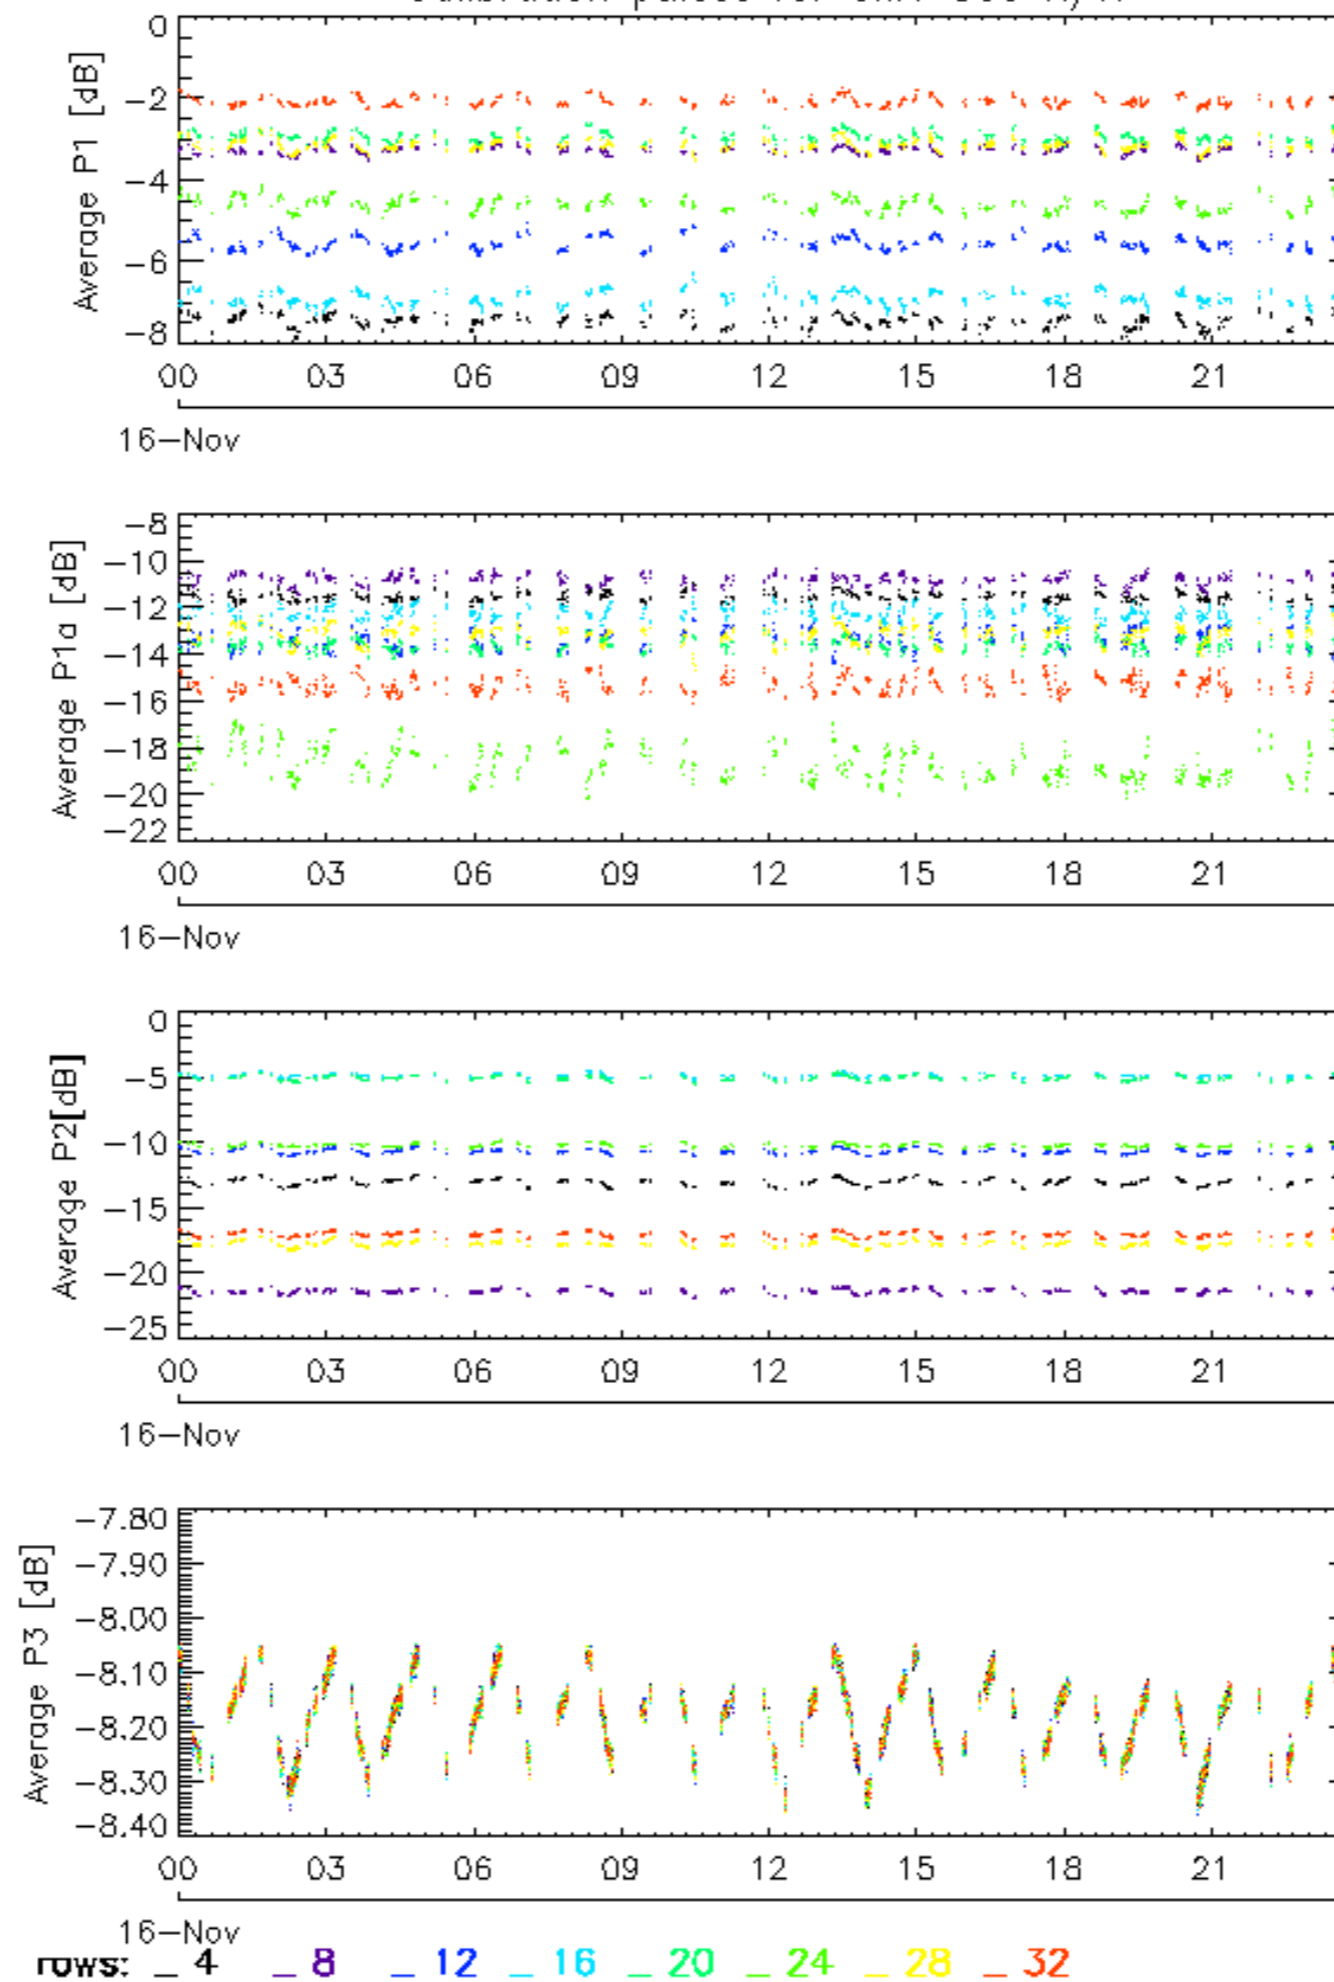 0
-2
-4
-6
-8
Average P1 [dB]
00 03 06 09 12 15 18 21
16-Nov
-8
-10
-12
-14
-16
-18
-20
-22
Average P1a [dB]
00 03 06 09 12 15 18 21
16-Nov
0
-5
-10
-15
-20
-25
Average P2[dB]
00 03 06 09 12 15 18 21
16-Nov
-7.80
-7.90
-8.00
-8.10
-8.20
-8.30
-8.40
Average P3 [dB]
00 03 06 09 12 15 18 21
16-Nov
rows: _ 4 _ 8 _ 12 _ 16 _ 20 _ 24 _ 28 _ 32